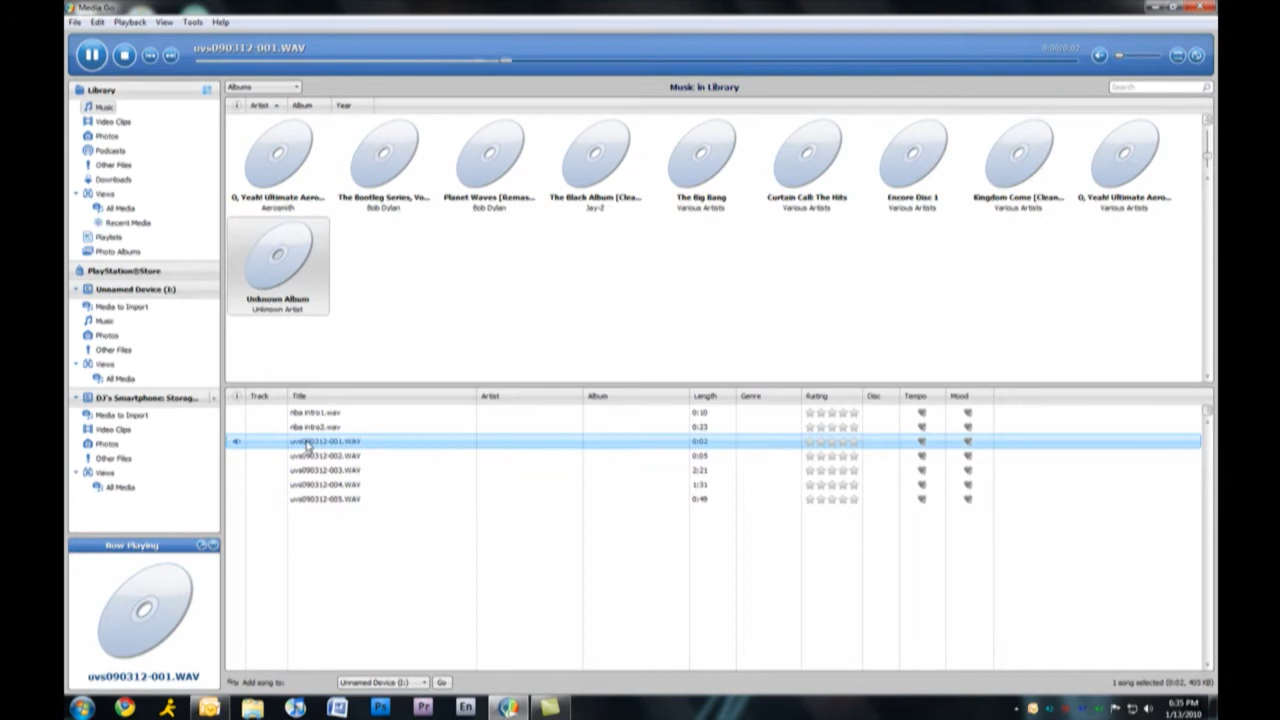 Media Go
File Edit Playback View Tools Help
uvs090312-001.WAV
0:00/0:02
Library
Music
Video Clips
Photos
Podcasts
Other Files
Downloads
Views
All Media
Recent Media
Playlists
Photo Albums
PlayStation®Store
Unnamed Device (I:)
Media to Import
Music
Photos
Other Files
Views
All Media
DJ's Smartphone: Storag...
Media to Import
Video Clips
Photos
Other Files
Views
All Media
Now Playing
uvs090312-001.WAV
Albums
Music in Library
Search
Artist Album Year
O, Yeah! Ultimate Aero...
Aerosmith
The Bootleg Series, Vo...
Bob Dylan
Planet Waves [Remas...
Bob Dylan
The Black Album [Clea...
Jay-Z
The Big Bang
Various Artists
Curtain Call: The Hits
Various Artists
Encore Disc 1
Various Artists
Kingdom Come [Clean...
Various Artists
O, Yeah! Ultimate Aero...
Various Artists
Unknown Album
Unknown Artist
Track Title Artist Album Length Genre Rating Disc Tempo Mood
nba intro1.wav 0:10
nba intro2.wav 0:23
uvs090312-001.WAV 0:02
uvs090312-002.WAV 0:05
uvs090312-003.WAV 2:21
uvs090312-004.WAV 1:31
uvs090312-005.WAV 0:49
Add song to: Unnamed Device (I:) Go
1 song selected (0:02, 405 KB)
Ps Pr En
6:35 PM
1/13/2010